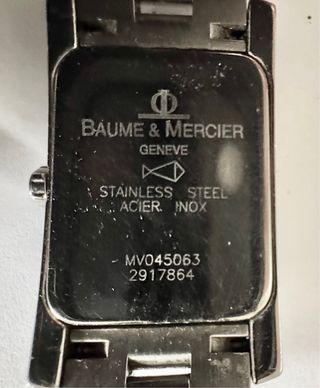 BAUME & MERCIER
GENEVE
STAINLESS STEEL
ACIER INOX
MV045063
2917864